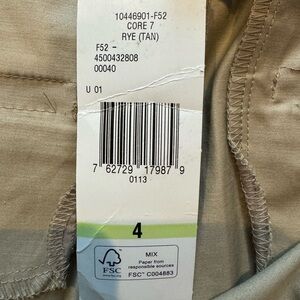 10446901-F52
CORE 7
RYE (TAN)
F52 -
4500432808
00040
U 01
7 62729 17987 9
0113
4
FSC
MIX
Paper from
responsible sources
FSC™ C004883